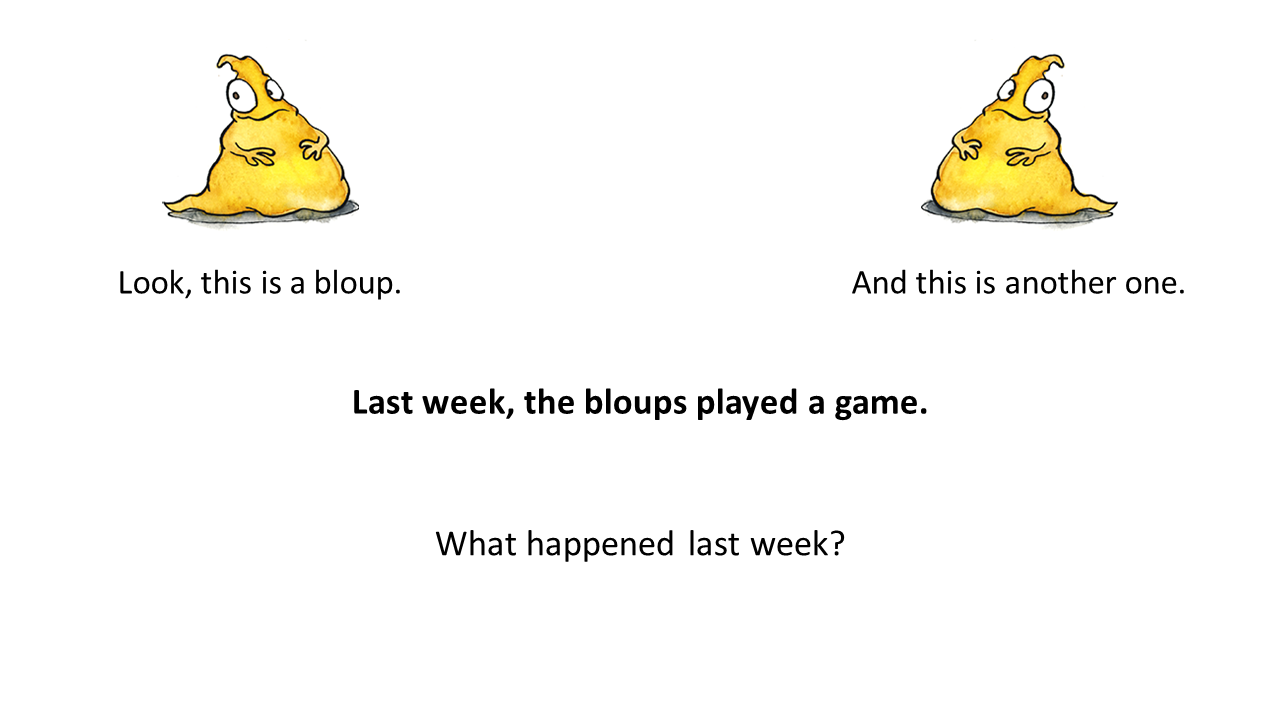 Look, this is a bloup.
And this is another one.
Last week, the bloups played a game.
What happened last week?